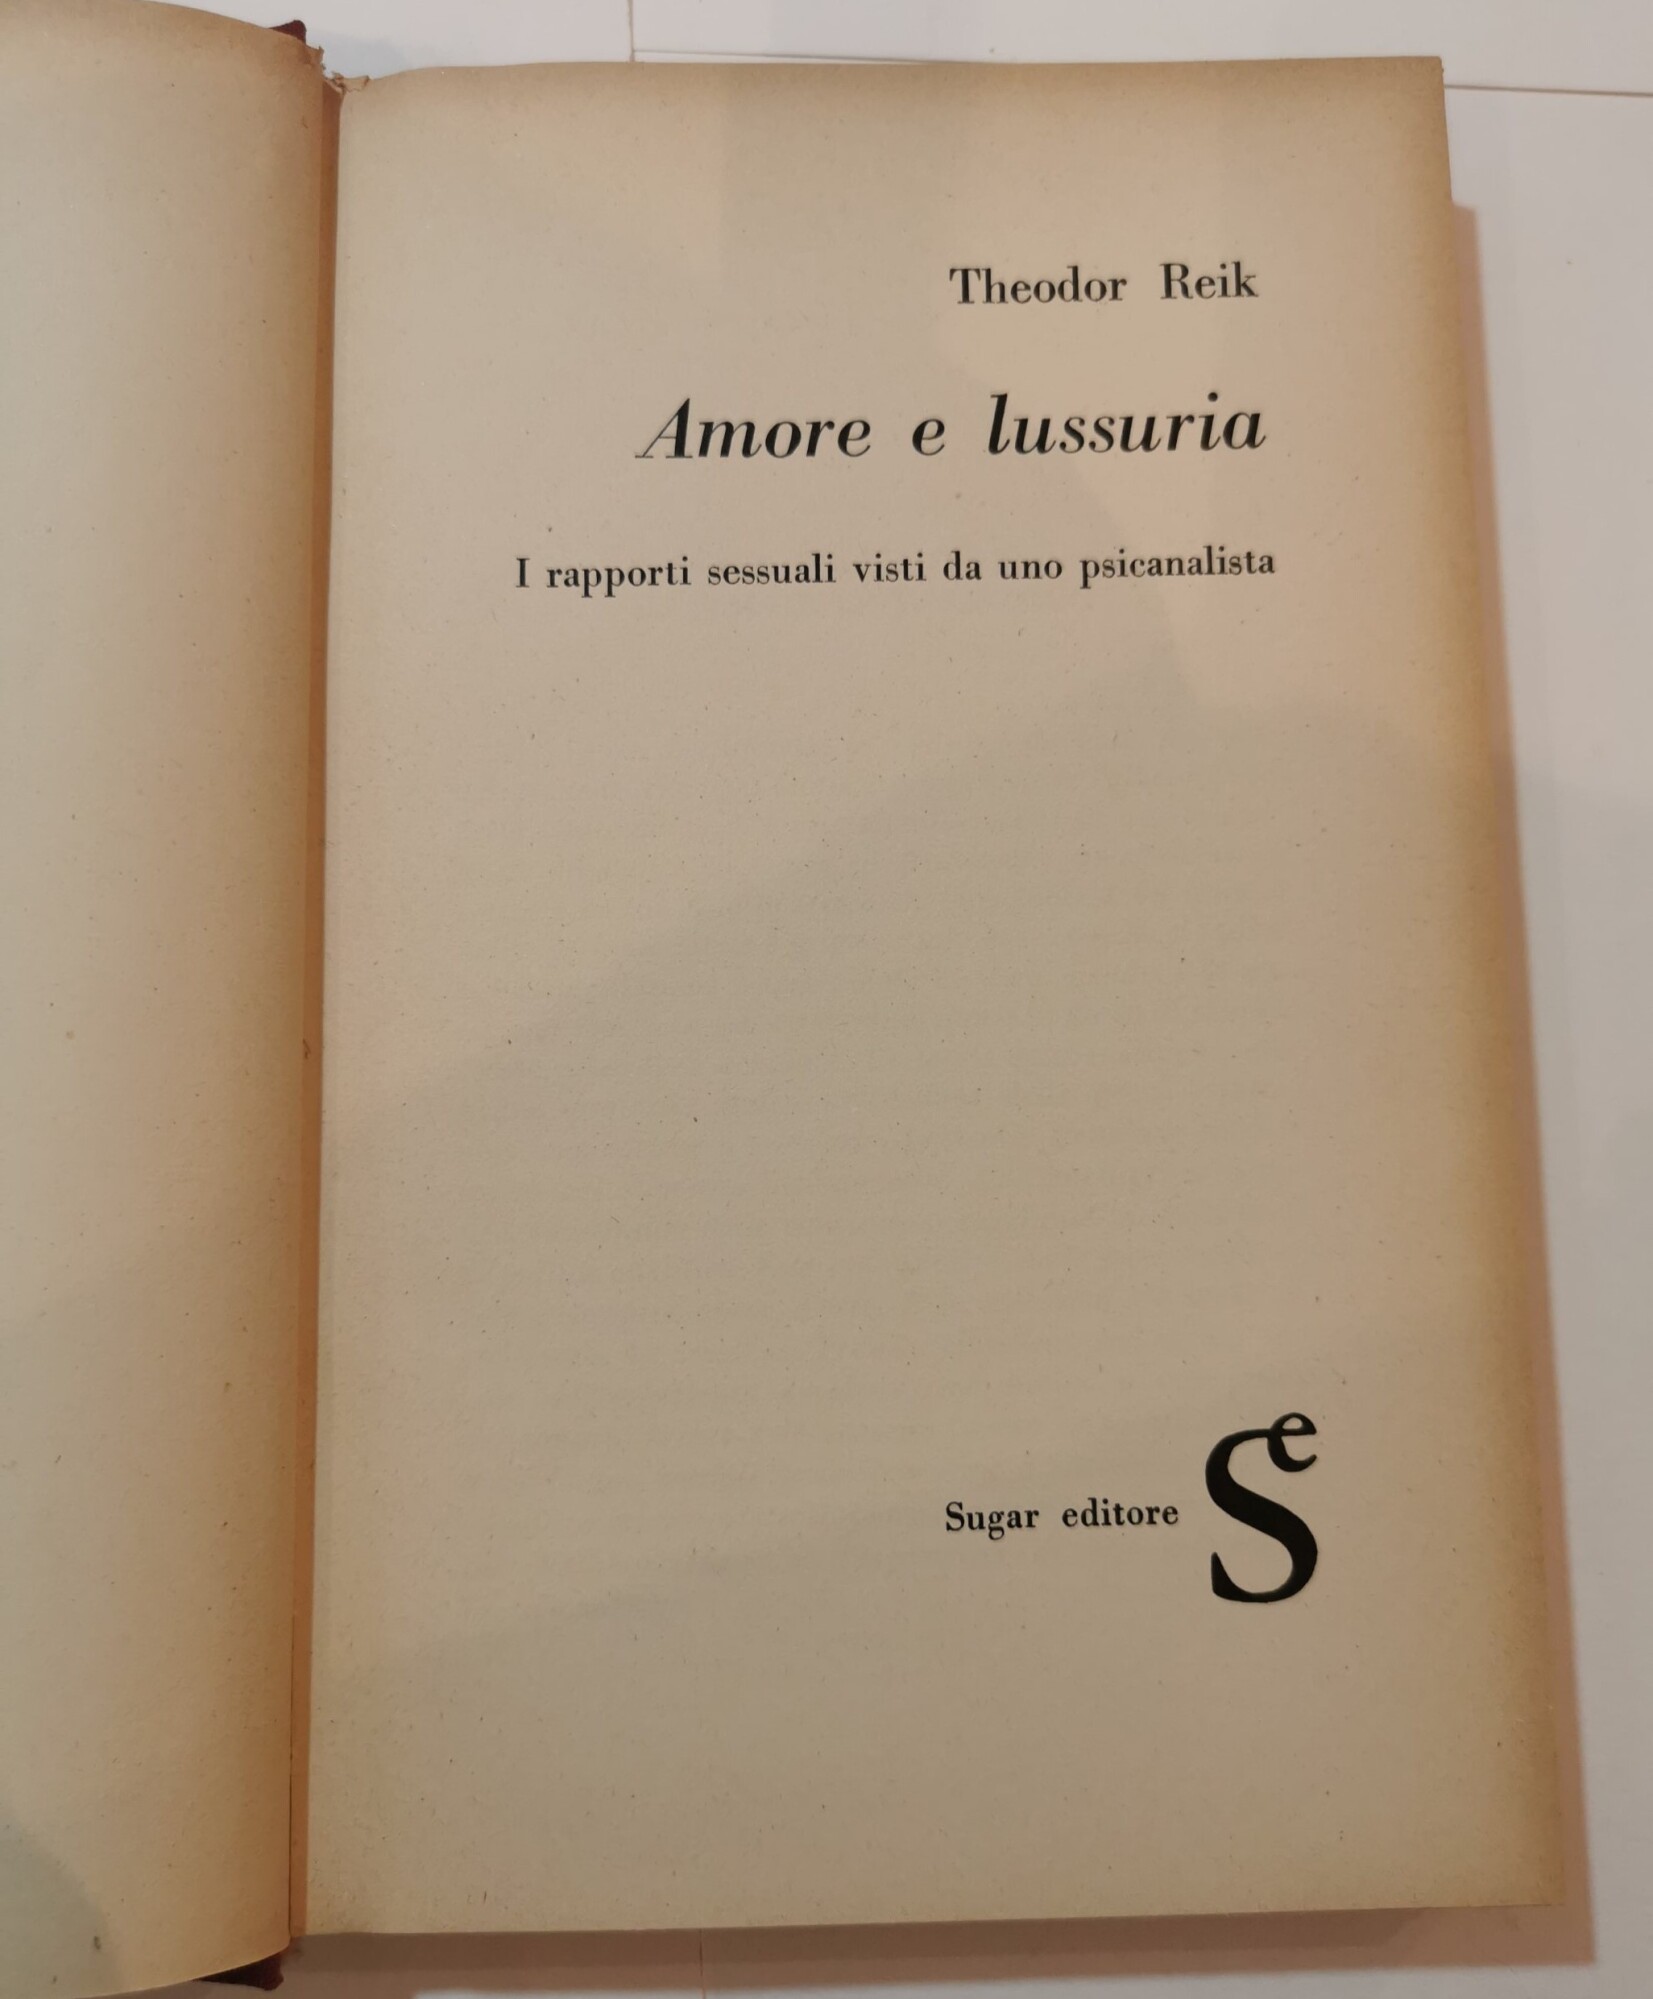 Theodor Reik
Amore e lussuria
I rapporti sessuali visti da uno psicanalista
Sugar editore
Se